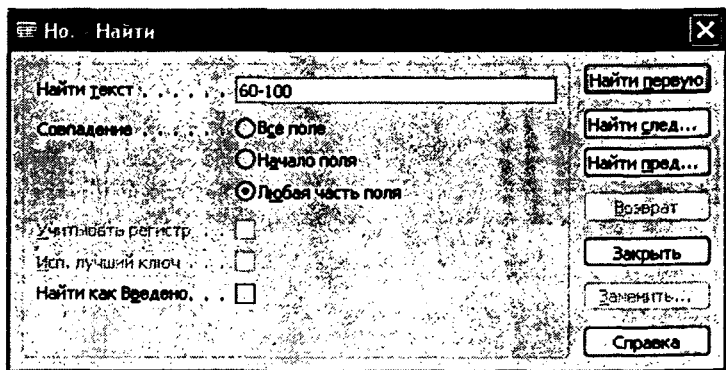 Но. - Найти
Найти текст . . . . . . 60-100
Совпадение . . . . . Все поле
Начало поля
Любая часть поля
Учитывать регистр . .
Исп. лучший ключ . .
Найти как Введено. . .
Найти первую
Найти след...
Найти пред...
Возврат
Закрыть
Заменить...
Справка